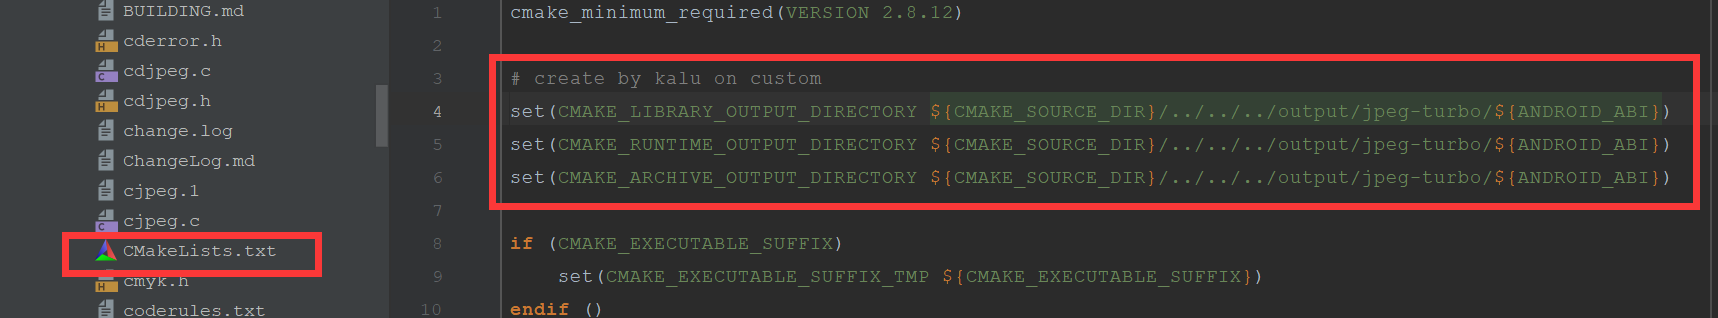 BUILDING.md
cderror.h
cdjpeg.c
cdjpeg.h
change.log
ChangeLog.md
cjpeg.1
cjpeg.c
CMakeLists.txt
cmyk.h
coderules.txt
1 cmake_minimum_required(VERSION 2.8.12)
2
3 # create by kalu on custom
4 set(CMAKE_LIBRARY_OUTPUT_DIRECTORY ${CMAKE_SOURCE_DIR}/../../../output/jpeg-turbo/${ANDROID_ABI})
5 set(CMAKE_RUNTIME_OUTPUT_DIRECTORY ${CMAKE_SOURCE_DIR}/../../../output/jpeg-turbo/${ANDROID_ABI})
6 set(CMAKE_ARCHIVE_OUTPUT_DIRECTORY ${CMAKE_SOURCE_DIR}/../../../output/jpeg-turbo/${ANDROID_ABI})
7
8 if (CMAKE_EXECUTABLE_SUFFIX)
9 set(CMAKE_EXECUTABLE_SUFFIX_TMP ${CMAKE_EXECUTABLE_SUFFIX})
10 endif ()